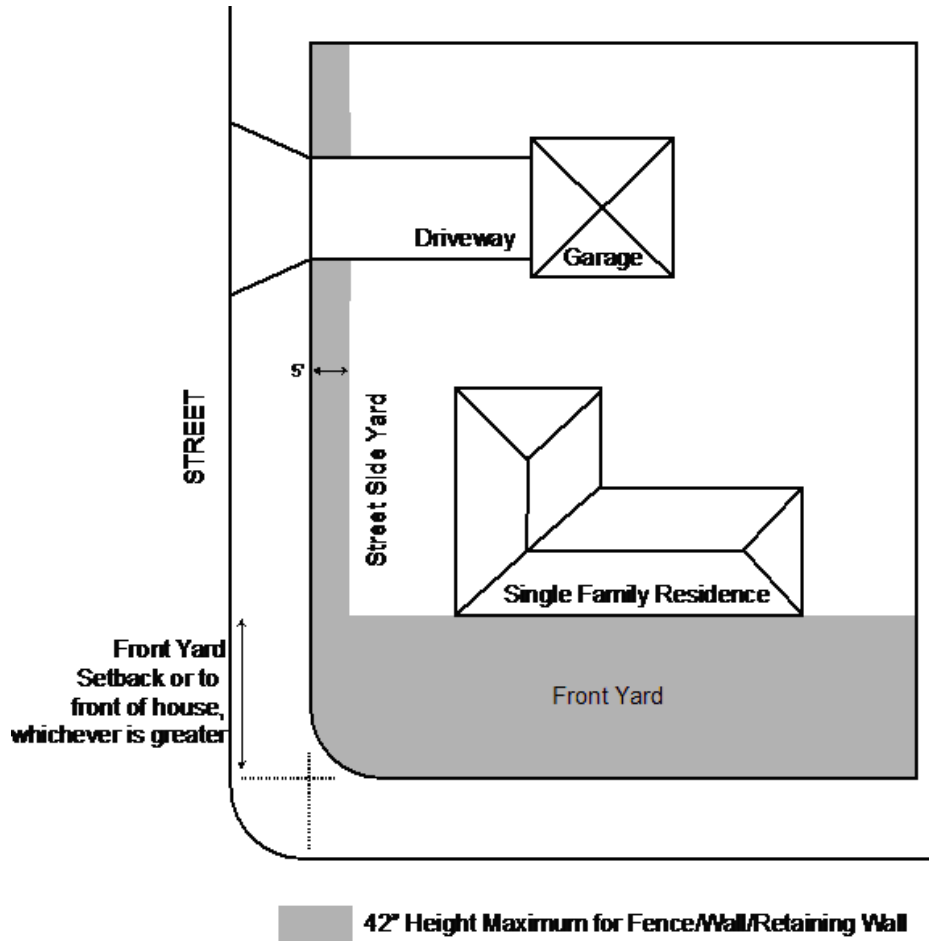 Driveway
Garage
5'
STREET
Street Side Yard
Single Family Residence
Front Yard
Setback or to
front of house,
whichever is greater
Front Yard
42" Height Maximum for Fence/Wall/Retaining Wall